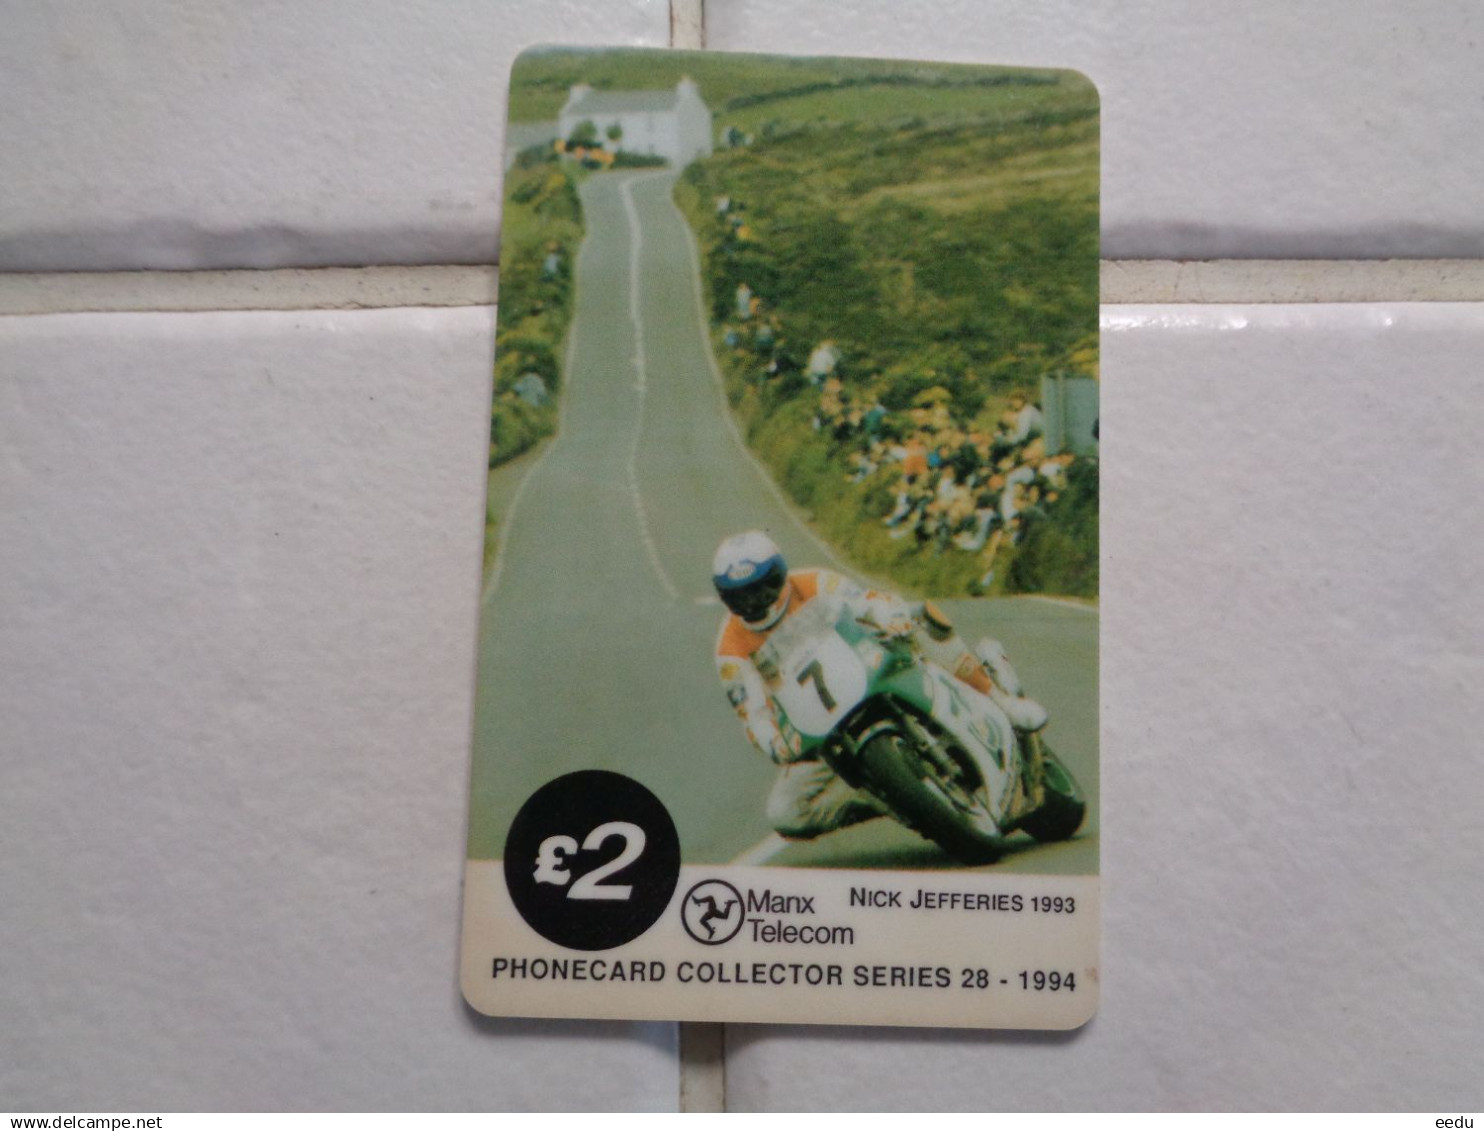 7
£2
Manx
Telecom
NICK JEFFERIES 1993
PHONECARD COLLECTOR SERIES 28 - 1994
www.delcampe.net
eedu